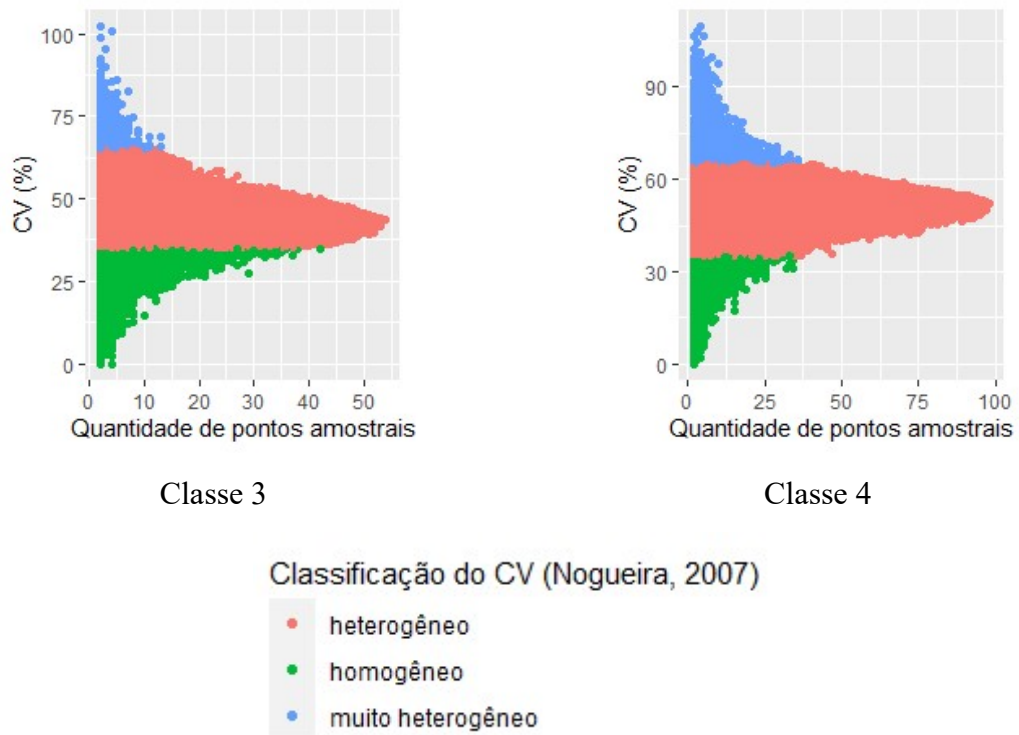 100
75
50
25
0
CV (%)
0 10 20 30 40 50
Quantidade de pontos amostrais
Classe 3
90
60
30
0
CV (%)
0 25 50 75 100
Quantidade de pontos amostrais
Classe 4
Classificação do CV (Nogueira, 2007)
heterogêneo
homogêneo
muito heterogêneo